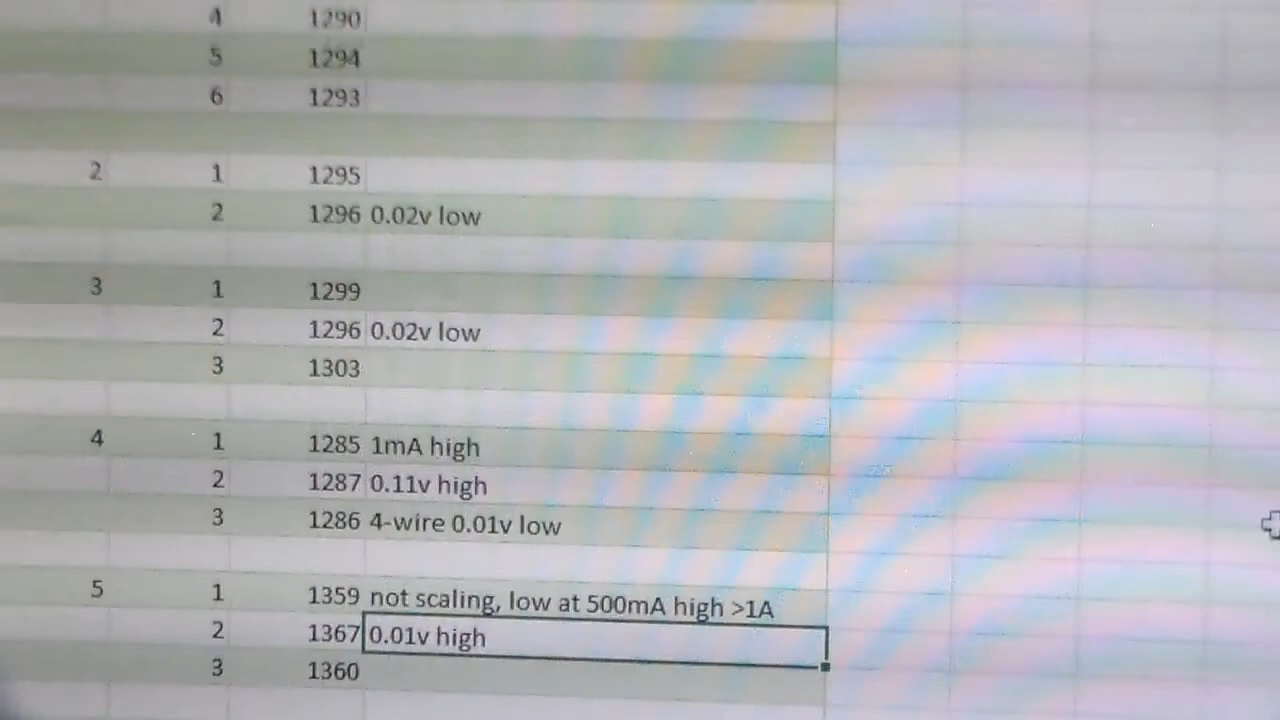 4 1290
5 1294
6 1293
2 1 1295
2 1296 0.02v low
3 1 1299
2 1296 0.02v low
3 1303
4 1 1285 1mA high
2 1287 0.11v high
3 1286 4-wire 0.01v low
5 1 1359 not scaling, low at 500mA high >1A
2 1367 0.01v high
3 1360